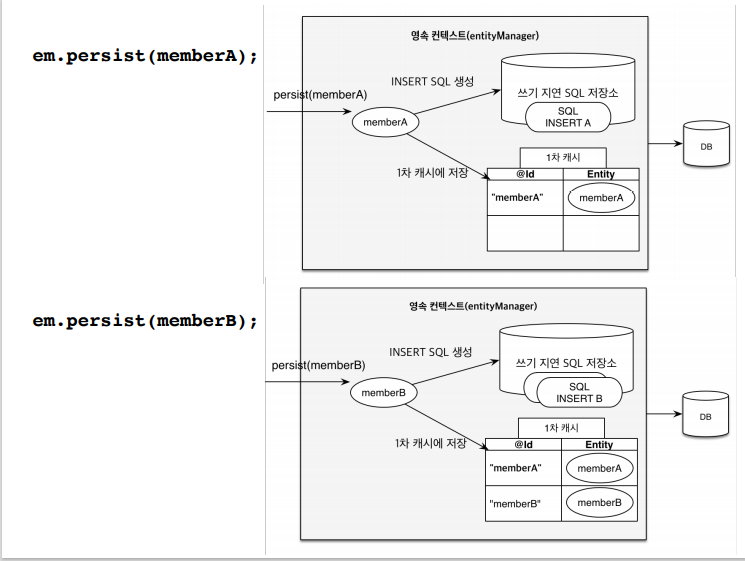 em.persist(memberA);
영속 컨텍스트(entityManager)
INSERT SQL 생성
persist(memberA)
쓰기 지연 SQL 저장소
SQL
INSERT A
memberA
1차 캐시
1차 캐시에 저장
@Id Entity
"memberA" memberA
DB
em.persist(memberB);
영속 컨텍스트(entityManager)
INSERT SQL 생성
persist(memberB)
쓰기 지연 SQL 저장소
SQL
INSERT B
memberB
1차 캐시
1차 캐시에 저장
@Id Entity
"memberA" memberA
"memberB" memberB
DB